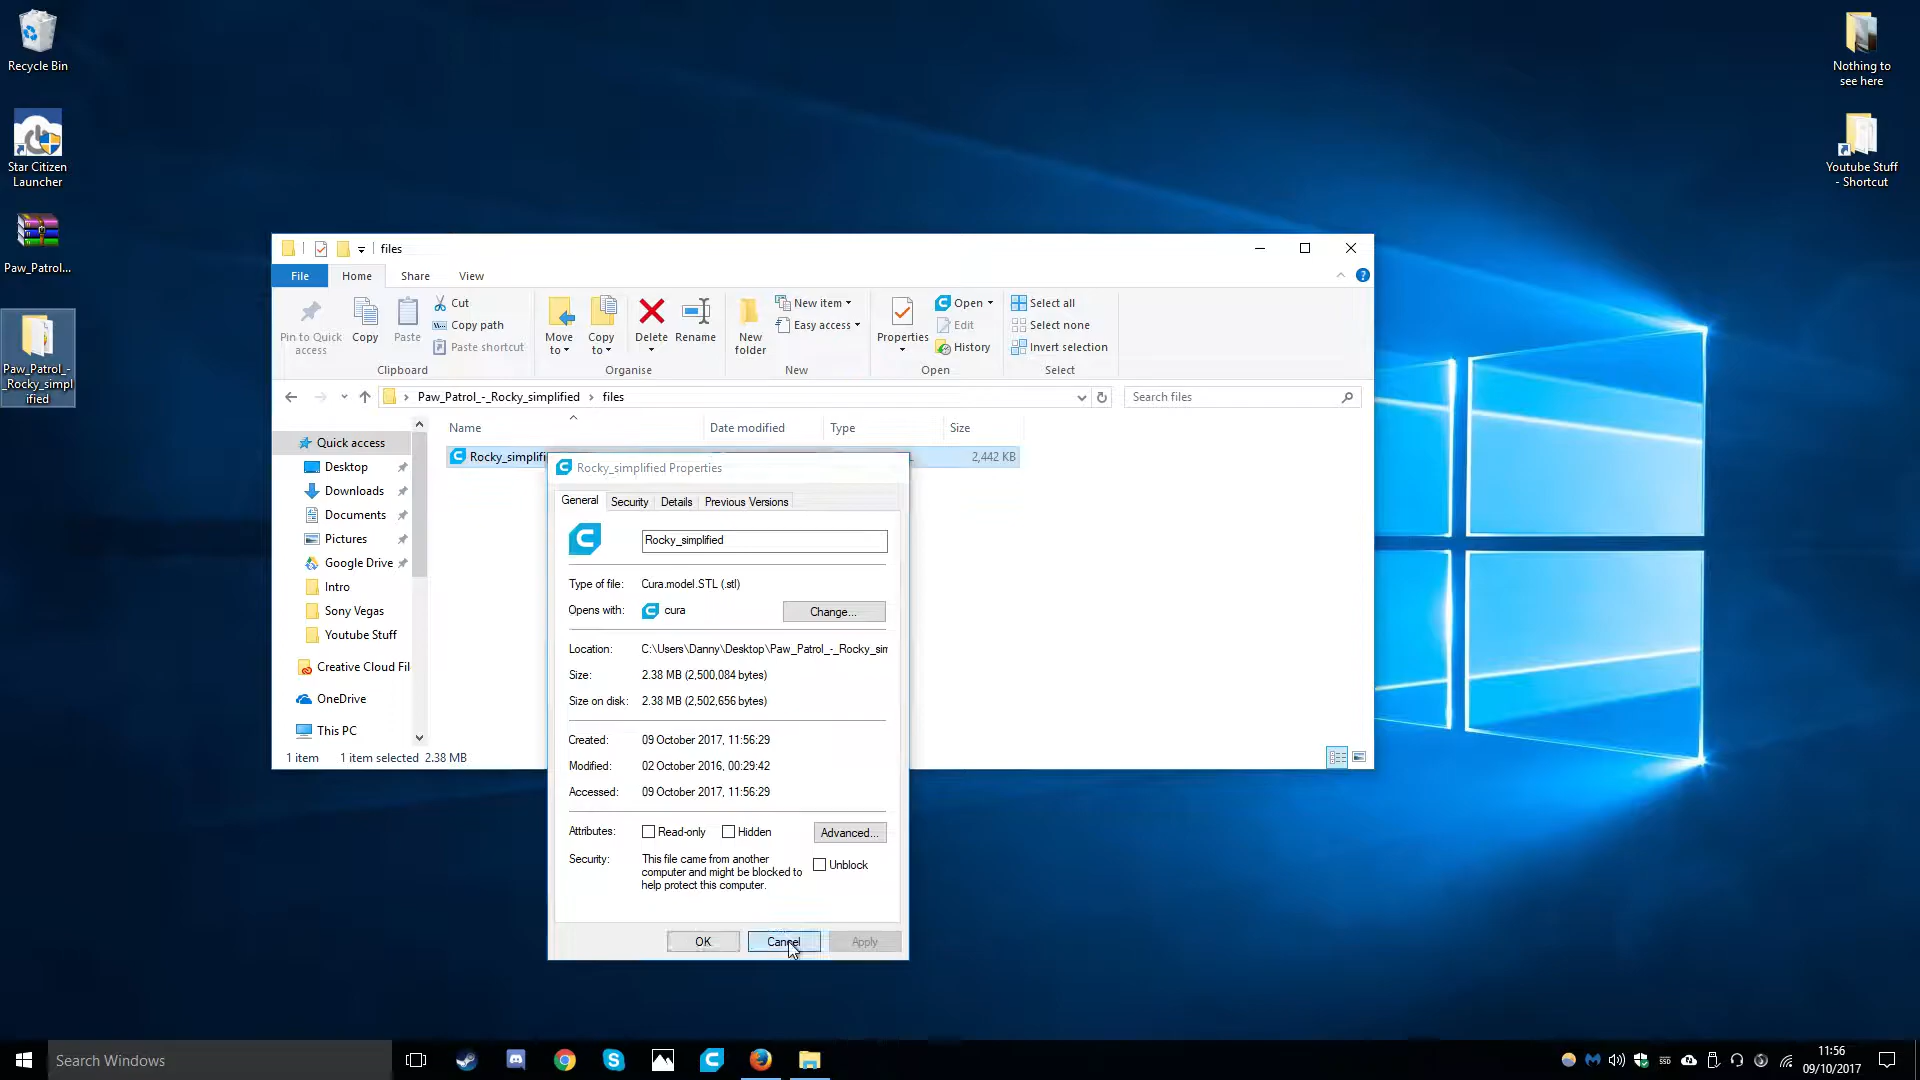 Recycle Bin
Star Citizen
Launcher
Paw_Patrol...
Paw_Patrol_-
_Rocky_simpl
ified
Nothing to
see here
Youtube Stuff
- Shortcut
files
File Home Share View
Pin to Quick
access
Copy
Paste
Cut
Copy path
Paste shortcut
Clipboard
Move
to
Copy
to
Delete
Rename
Organise
New
folder
New item
Easy access
New
Properties
Open
Edit
History
Open
Select all
Select none
Invert selection
Select
Paw_Patrol_-_Rocky_simplified > files
Search files
Name Date modified Type Size
Quick access
Desktop
Downloads
Documents
Pictures
Google Drive
Intro
Sony Vegas
Youtube Stuff
Creative Cloud Fil
OneDrive
This PC
Rocky_simplifi 2,442 KB
1 item 1 item selected 2.38 MB
Rocky_simplified Properties
General Security Details Previous Versions
Rocky_simplified
Type of file: Cura.model.STL (.stl)
Opens with: cura Change...
Location: C:\Users\Danny\Desktop\Paw_Patrol_-_Rocky_sim
Size: 2.38 MB (2,500,084 bytes)
Size on disk: 2.38 MB (2,502,656 bytes)
Created: 09 October 2017, 11:56:29
Modified: 02 October 2016, 00:29:42
Accessed: 09 October 2017, 11:56:29
Attributes: Read-only Hidden Advanced...
Security: This file came from another
computer and might be blocked to
help protect this computer.
Unblock
OK Cancel Apply
Search Windows
11:56
09/10/2017